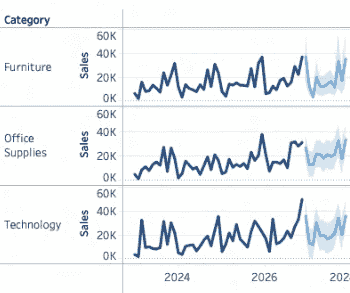 Category
Furniture
Sales
60K
40K
20K
0K
Office
Supplies
Sales
60K
40K
20K
0K
Technology
Sales
60K
40K
20K
0K
2024
2026
202